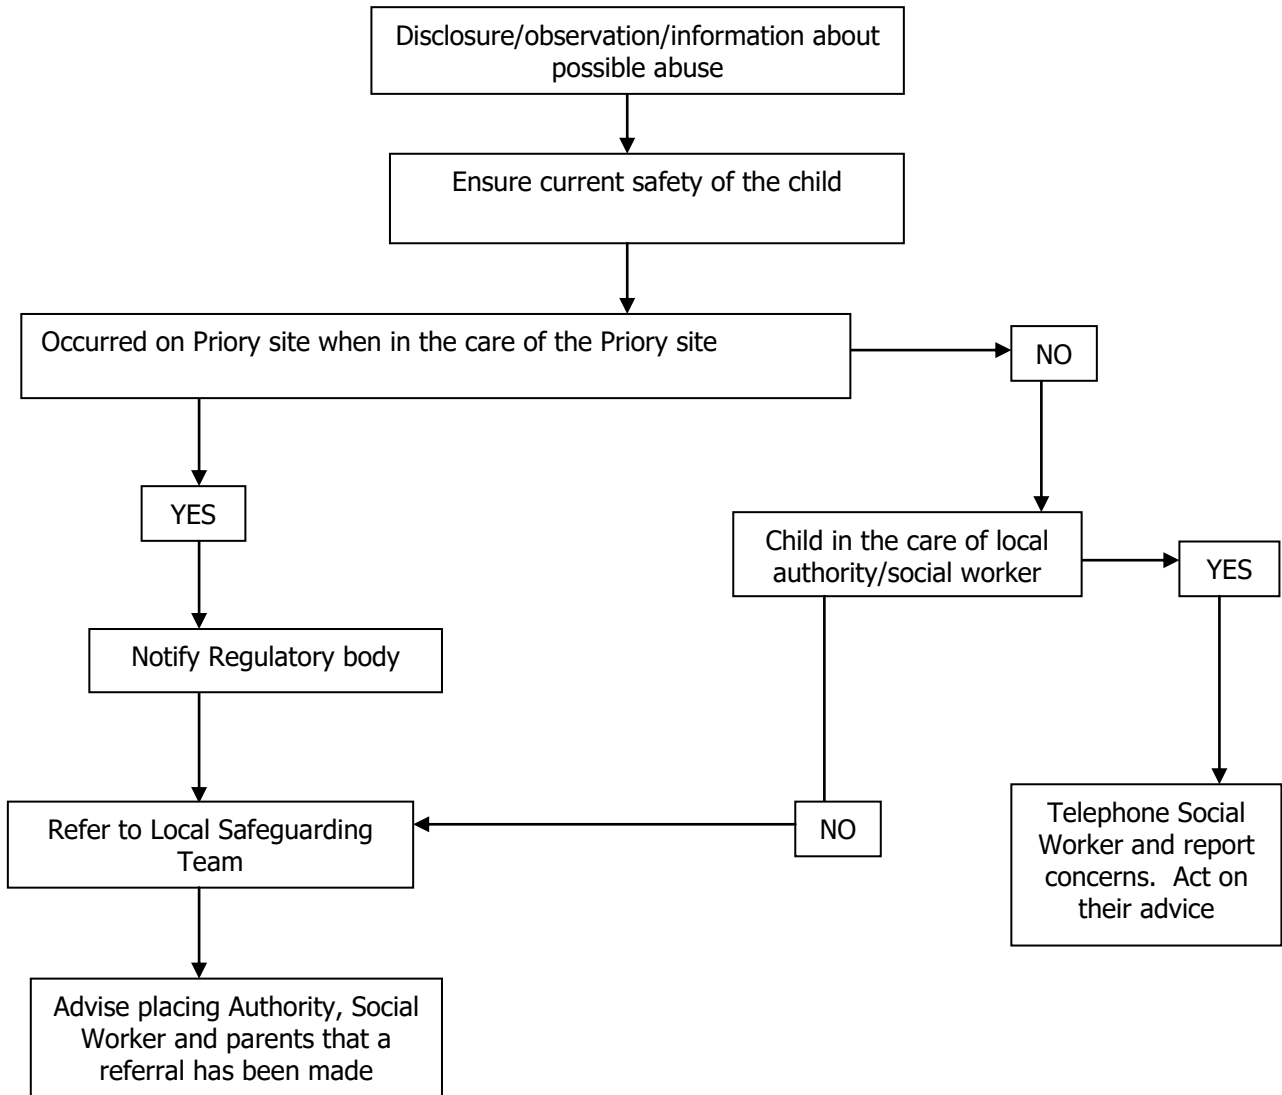 Disclosure/observation/information about
possible abuse
Ensure current safety of the child
Occurred on Priory site when in the care of the Priory site
NO
YES
Child in the care of local
authority/social worker
YES
Notify Regulatory body
Refer to Local Safeguarding
Team
NO
Telephone Social
Worker and report
concerns.  Act on
their advice
Advise placing Authority, Social
Worker and parents that a
referral has been made